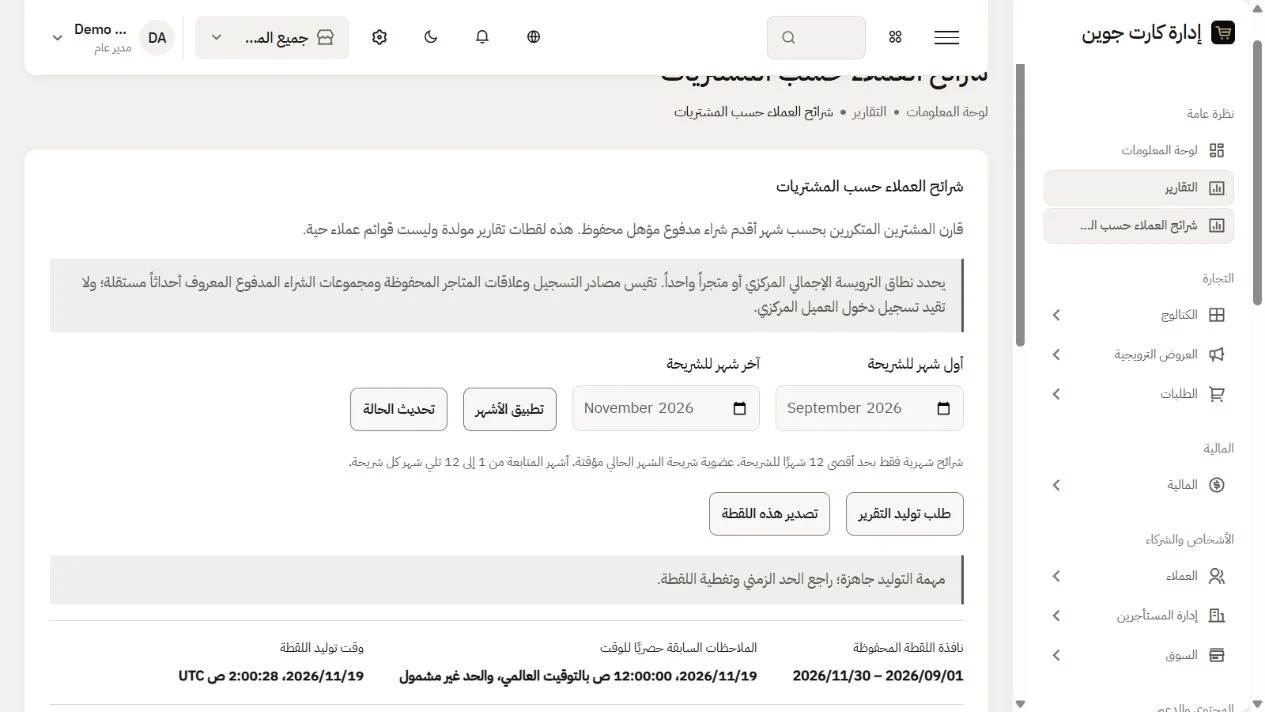 إدارة كارت جوين
نظرة عامة
لوحة المعلومات
التقارير
شرائح العملاء حسب الـ...
التجارة
الكتالوج
العروض الترويجية
الطلبات
المالية
المالية
الأشخاص والشركاء
العملاء
إدارة المستأجرين
السوق
المحتوى والدعم
جميع الم...
DA
Demo ...
مدير عام
شرائح العملاء حسب المشتريات
لوحة المعلومات • التقارير • شرائح العملاء حسب المشتريات
شرائح العملاء حسب المشتريات
قارن المشترين المتكررين بحسب شهر أقدم شراء مدفوع مؤهل محفوظ. هذه لقطات تقارير مولدة وليست قوائم عملاء حية.
يحدد نطاق الترويسة الإجمالي المركزي أو متجراً واحداً. تقيس مصادر التسجيل وعلاقات المتاجر المحفوظة ومجموعات الشراء المدفوع المعروف أحداثاً مستقلة؛ ولا
تقيد تسجيل دخول العميل المركزي.
أول شهر للشريحة
آخر شهر للشريحة
September 2026
November 2026
تطبيق الأشهر
تحديث الحالة
شرائح شهرية فقط بحد أقصى 12 شهرًا للشريحة. عضوية شريحة الشهر الحالي مؤقتة. أشهر المتابعة من 1 إلى 12 تلي شهر كل شريحة.
طلب توليد التقرير
تصدير هذه اللقطة
مهمة التوليد جاهزة؛ راجع الحد الزمني وتغطية اللقطة.
نافذة اللقطة المحفوظة
2026/09/01 – 2026/11/30
الملاحظات السابقة حصريًا للوقت
2026/11/19، 12:00:00 ص بالتوقيت العالمي، والحد غير مشمول
وقت توليد اللقطة
2026/11/19، 2:00:28 ص UTC